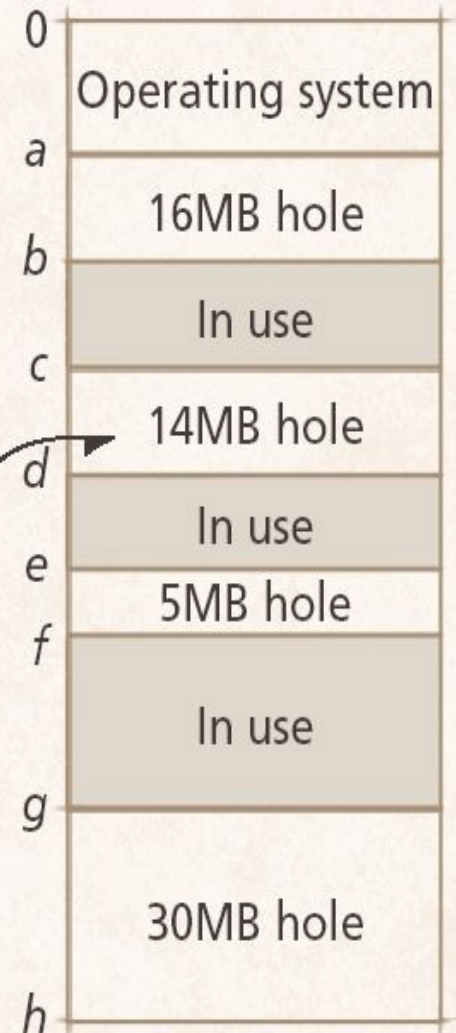 0
Operating system
a
16MB hole
b
In use
c
14MB hole
d
In use
e
5MB hole
f
In use
g
30MB hole
h